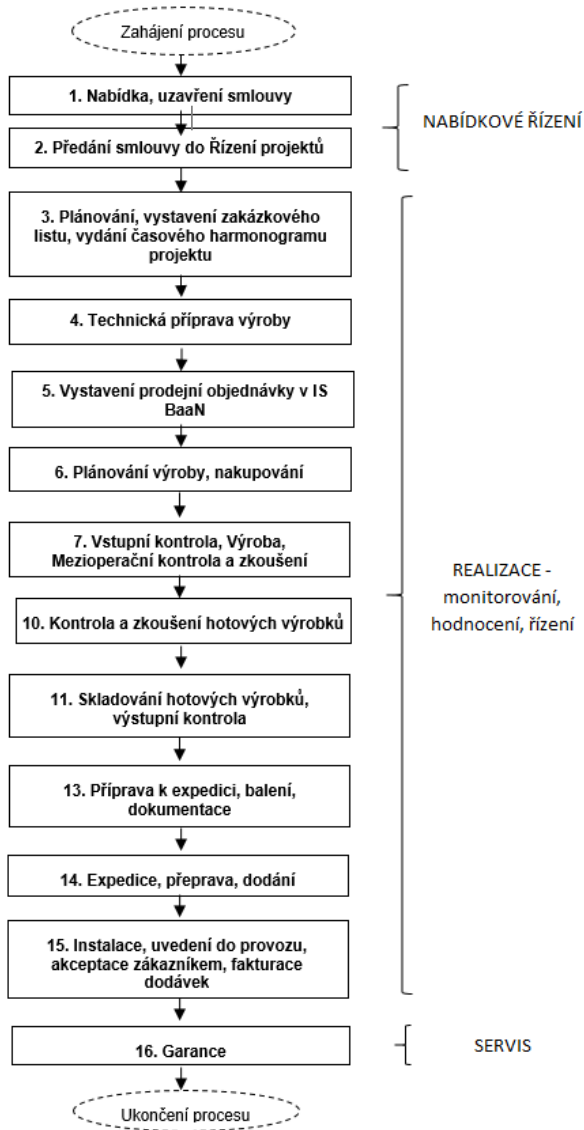 Zahájení procesu
1. Nabídka, uzavření smlouvy
2. Předání smlouvy do Řízení projektů
NABÍDKOVÉ ŘÍZENÍ
3. Plánování, vystavení zakázkového
listu, vydání časového harmonogramu
projektu
4. Technická příprava výroby
5. Vystavení prodejní objednávky v IS
BaaN
6. Plánování výroby, nakupování
7. Vstupní kontrola, Výroba,
Mezioperační kontrola a zkoušení
10. Kontrola a zkoušení hotových výrobků
11. Skladování hotových výrobků,
výstupní kontrola
13. Příprava k expedici, balení,
dokumentace
14. Expedice, přeprava, dodání
15. Instalace, uvedení do provozu,
akceptace zákazníkem, fakturace
dodávek
REALIZACE -
monitorování,
hodnocení, řízení
16. Garance
SERVIS
Ukončení procesu